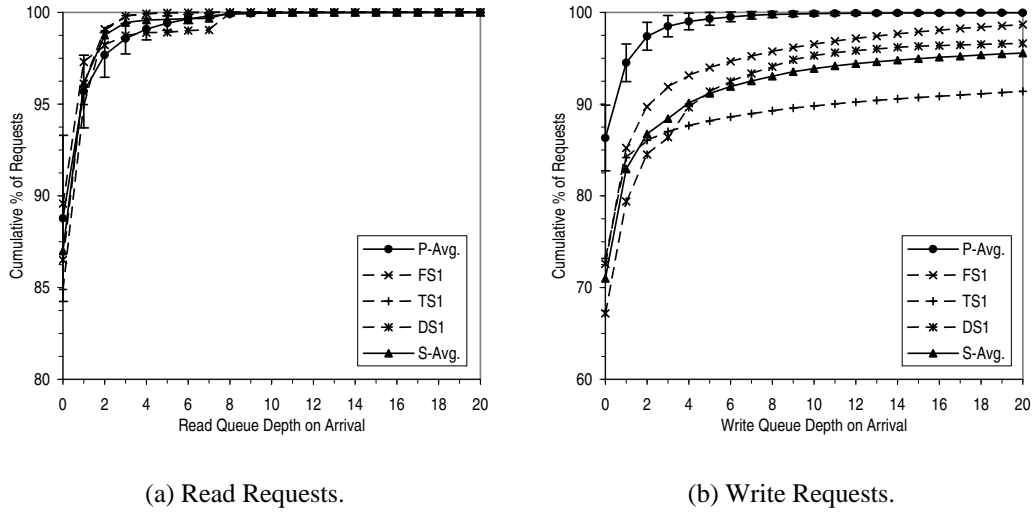 100
95
90
85
80
Cumulative % of Requests
P-Avg.
FS1
TS1
DS1
S-Avg.
0 2 4 6 8 10 12 14 16 18 20
Read Queue Depth on Arrival
(a) Read Requests.
100
90
80
70
60
Cumulative % of Requests
P-Avg.
FS1
TS1
DS1
S-Avg.
0 2 4 6 8 10 12 14 16 18 20
Write Queue Depth on Arrival
(b) Write Requests.